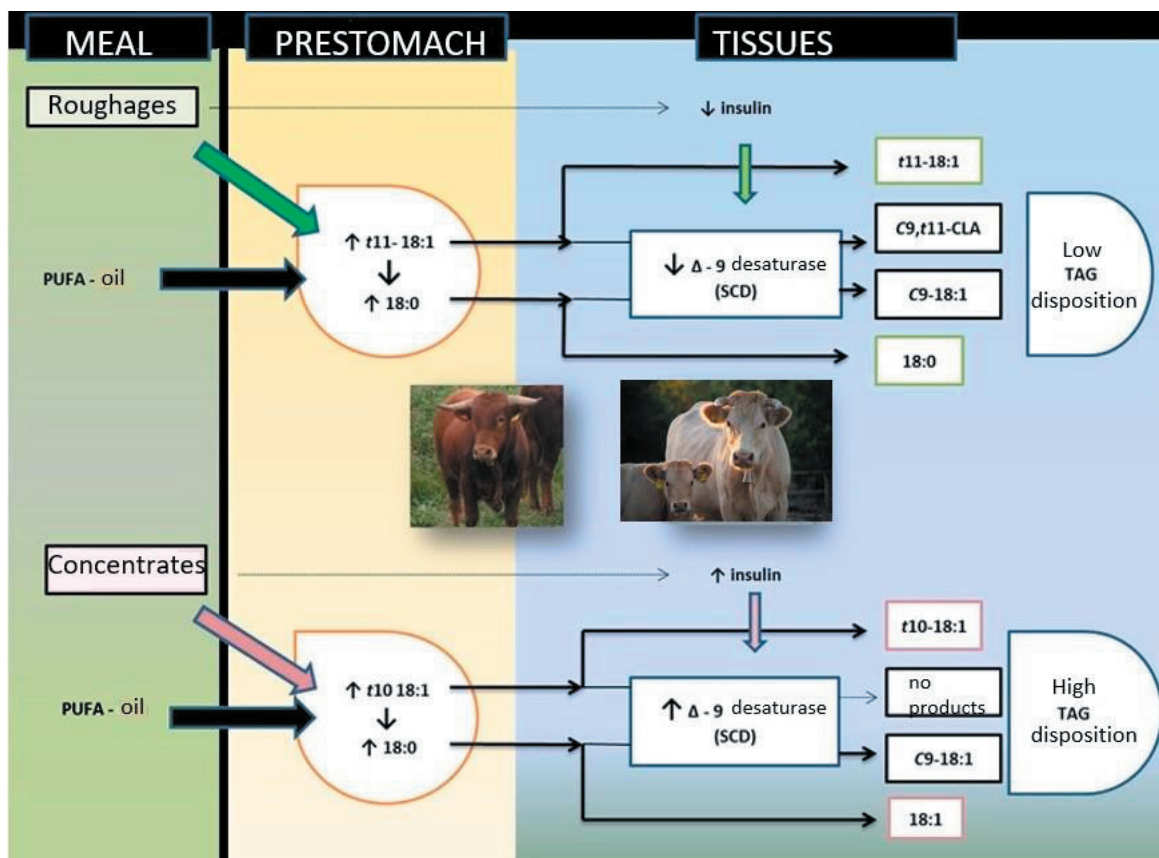 MEAL
PRESTOMACH
TISSUES
Roughages
↓ insulin
t11-18:1
↑ t11- 18:1
↓
↑ 18:0
PUFA - oil
↓ Δ - 9 desaturase
(SCD)
C9,t11-CLA
C9-18:1
18:0
Low
TAG
disposition
Concentrates
↑ insulin
t10-18:1
↑ t10 18:1
↓
↑ 18:0
PUFA - oil
↑ Δ - 9 desaturase
(SCD)
no
products
C9-18:1
18:1
High
TAG
disposition